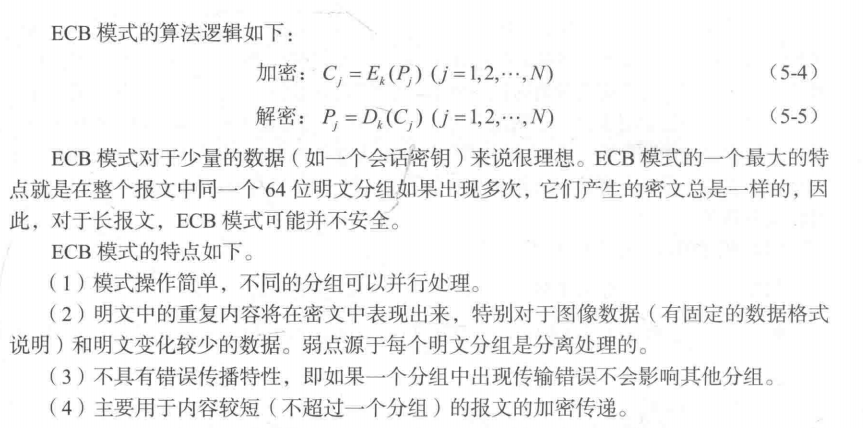 ECB 模式的算法逻辑如下：
加密：C_j = E_k(P_j) (j = 1,2,⋯,N) （5-4）
解密：P_j = D_k(C_j) (j = 1,2,⋯,N) （5-5）
ECB 模式对于少量的数据（如一个会话密钥）来说很理想。ECB 模式的一个最大的特
点就是在整个报文中同一个 64 位明文分组如果出现多次，它们产生的密文总是一样的，因
此，对于长报文，ECB 模式可能并不安全。
ECB 模式的特点如下。
（1）模式操作简单，不同的分组可以并行处理。
（2）明文中的重复内容将在密文中表现出来，特别对于图像数据（有固定的数据格式
说明）和明文变化较少的数据。弱点源于每个明文分组是分离处理的。
（3）不具有错误传播特性，即如果一个分组中出现传输错误不会影响其他分组。
（4）主要用于内容较短（不超过一个分组）的报文的加密传递。